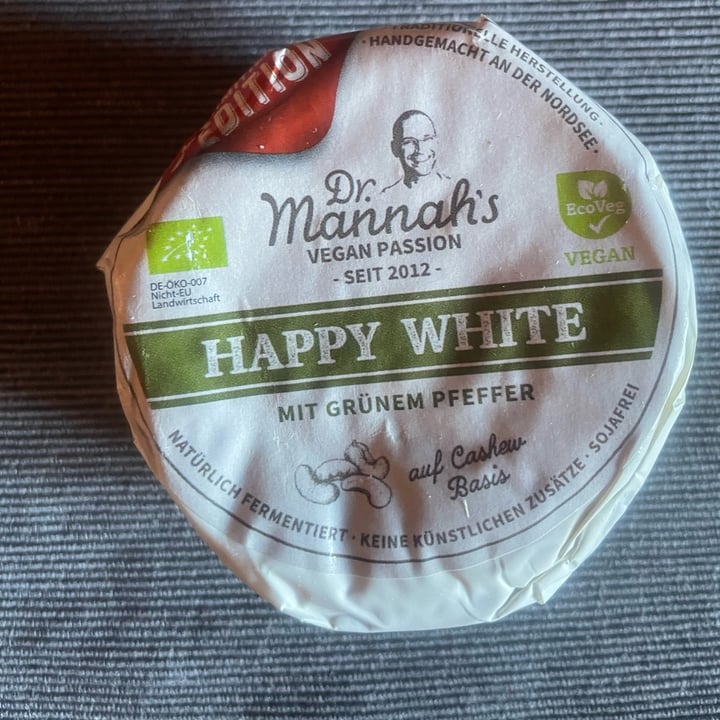 EDITION
TRADITIONELLE HERSTELLUNG ·
· HANDGEMACHT AN DER NORDSEE ·
Dr.
Mannah's
VEGAN PASSION
- SEIT 2012 -
EcoVeg
VEGAN
DE-ÖKO-007
Nicht-EU
Landwirtschaft
HAPPY WHITE
MIT GRÜNEM PFEFFER
auf Cashew
Basis
NATÜRLICH FERMENTIERT · KEINE KÜNSTLICHEN ZUSÄTZE · SOJAFREI